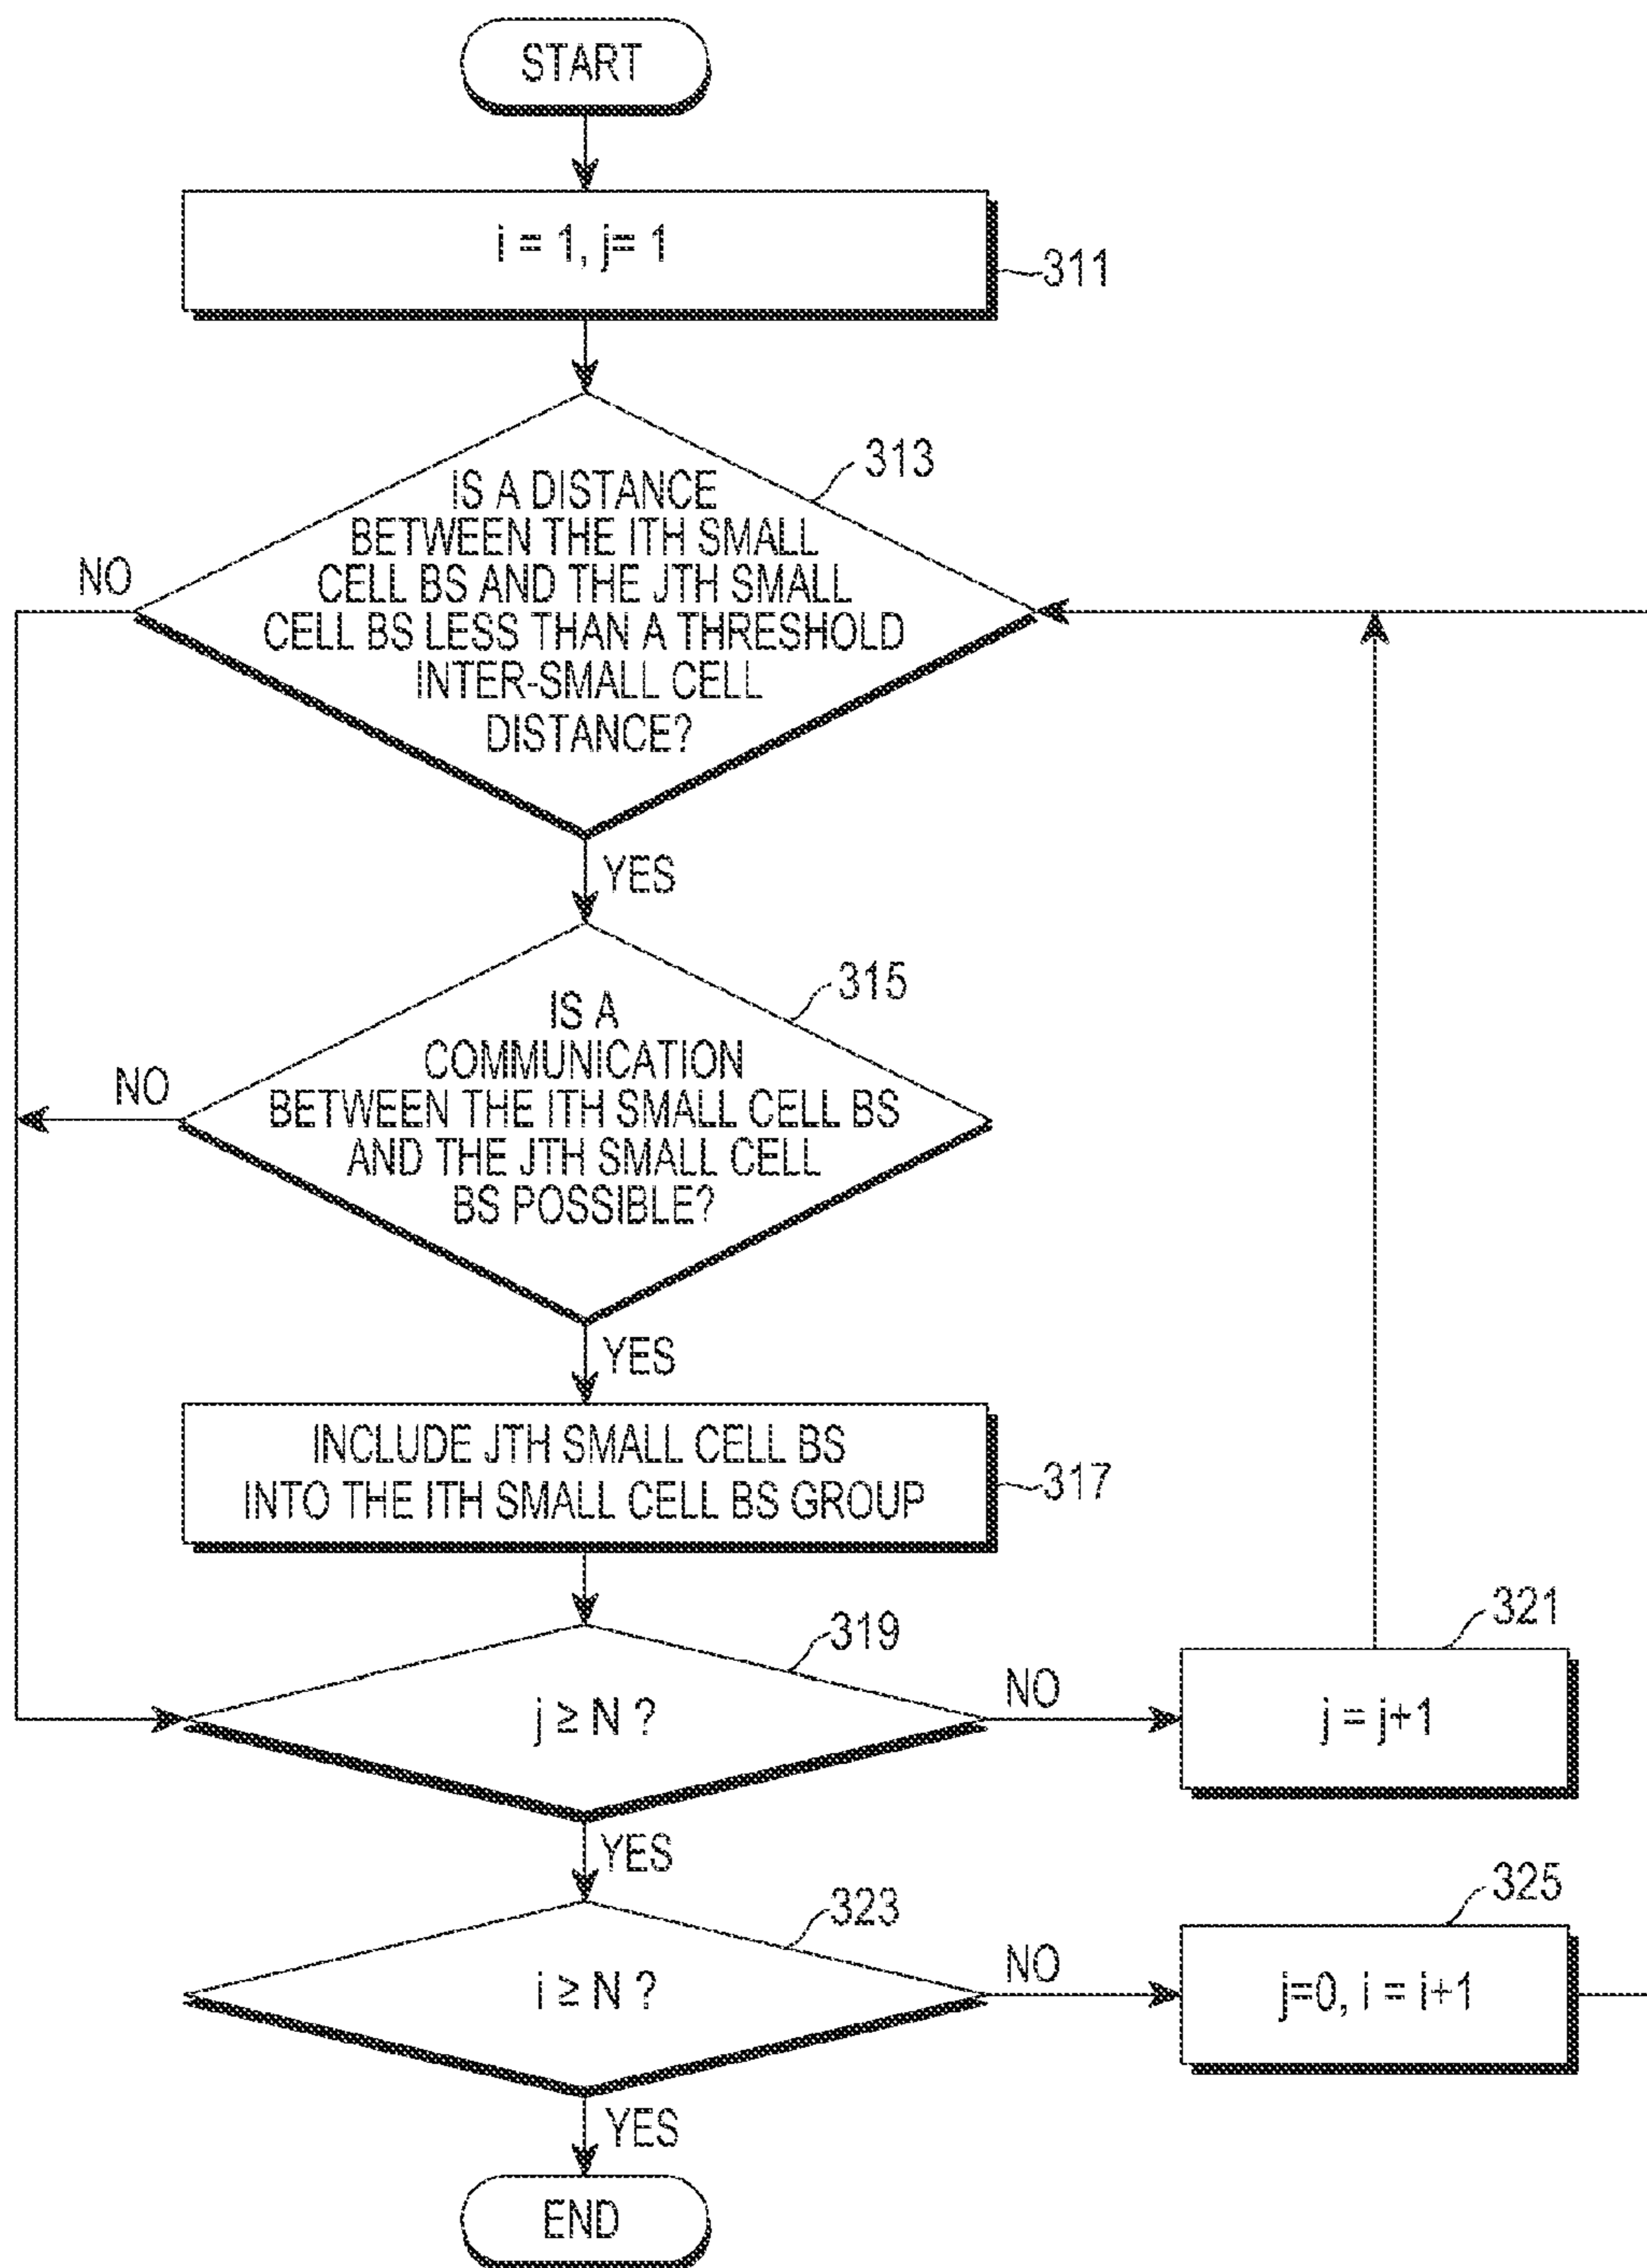 START
i = 1, j= 1
311
313
IS A DISTANCE
BETWEEN THE ITH SMALL
CELL BS AND THE JTH SMALL
CELL BS LESS THAN A THRESHOLD
INTER-SMALL CELL
DISTANCE?
NO
YES
315
IS A
COMMUNICATION
BETWEEN THE ITH SMALL CELL BS
AND THE JTH SMALL CELL
BS POSSIBLE?
NO
YES
INCLUDE JTH SMALL CELL BS
INTO THE ITH SMALL CELL BS GROUP
317
319
j ≥ N ?
NO
321
j = j+1
YES
323
i ≥ N ?
NO
325
j=0, i = i+1
YES
END